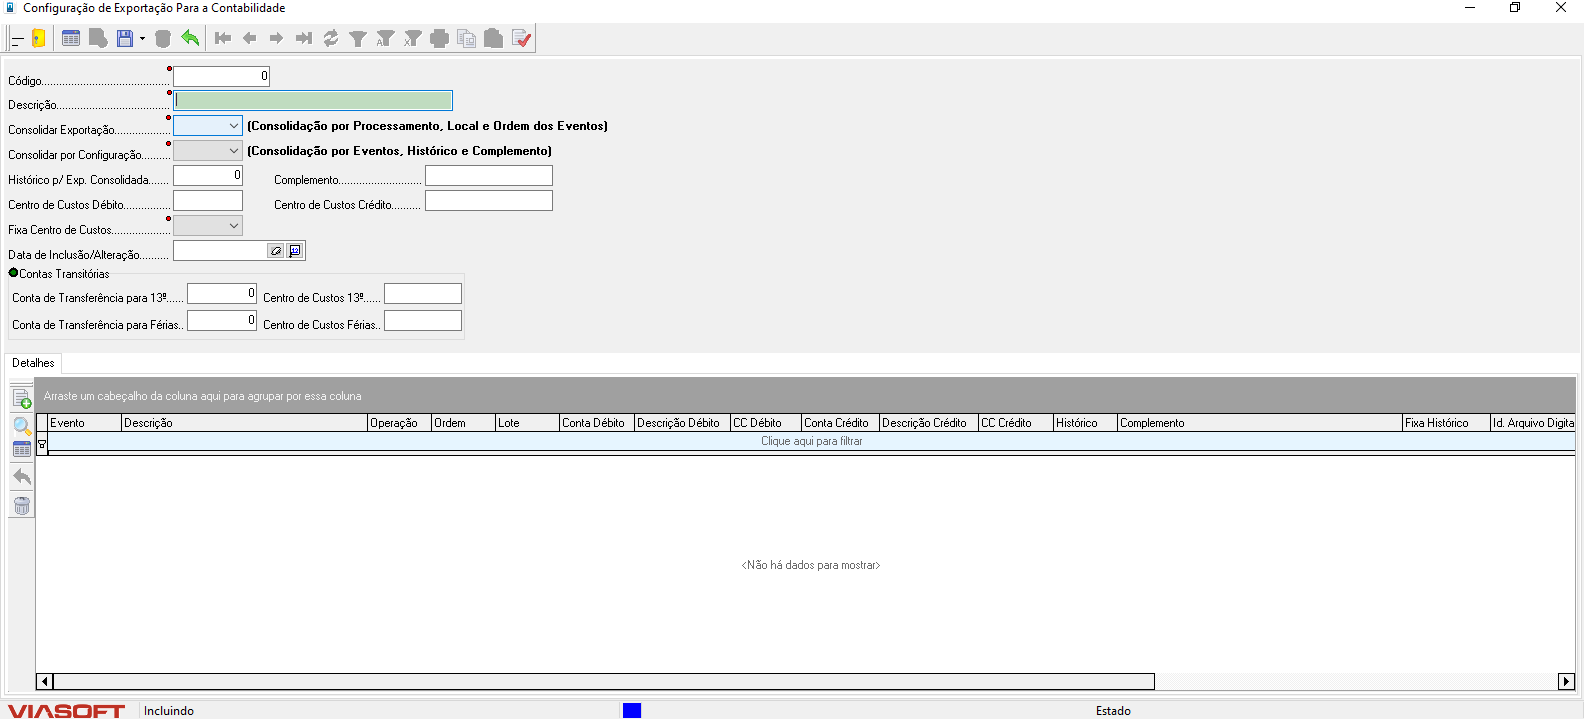 Configuração de Exportação Para a Contabilidade
Código........................................... 0
Descrição......................................
Consolidar Exportação................... (Consolidação por Processamento, Local e Ordem dos Eventos)
Consolidar por Configuração.......... (Consolidação por Eventos, Histórico e Complemento)
Histórico p/ Exp. Consolidada....... 0 Complemento............................
Centro de Custos Débito................ Centro de Custos Crédito..........
Fixa Centro de Custos....................
Data de Inclusão/Alteração.......... 12
Contas Transitórias
Conta de Transferência para 13º...... 0 Centro de Custos 13º......
Conta de Transferência para Férias.. 0 Centro de Custos Férias..
Detalhes
Arraste um cabeçalho da coluna aqui para agrupar por essa coluna
Evento Descrição Operação Ordem Lote Conta Débito Descrição Débito CC Débito Conta Crédito Descrição Crédito CC Crédito Histórico Complemento Fixa Histórico Id. Arquivo Digita
Clique aqui para filtrar
<Não há dados para mostrar>
VIASOFT Incluindo Estado